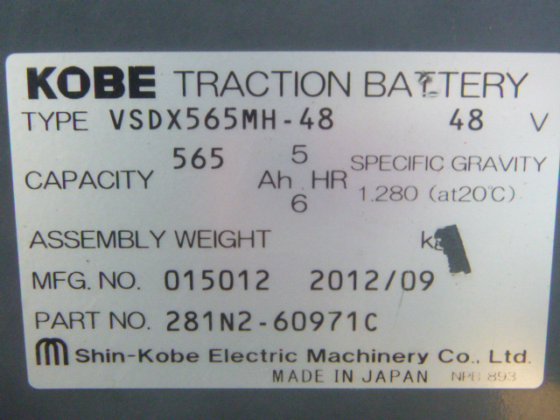 KOBE TRACTION BATTERY
TYPE VSDX565MH-48 48 V
CAPACITY 565 Ah 5 HR 6 SPECIFIC GRAVITY
1.280 (at20℃)
ASSEMBLY WEIGHT kg
MFG. NO. 015012 2012/09
PART NO. 281N2-60971C
Shin-Kobe Electric Machinery Co., Ltd.
MADE IN JAPAN NPB-893